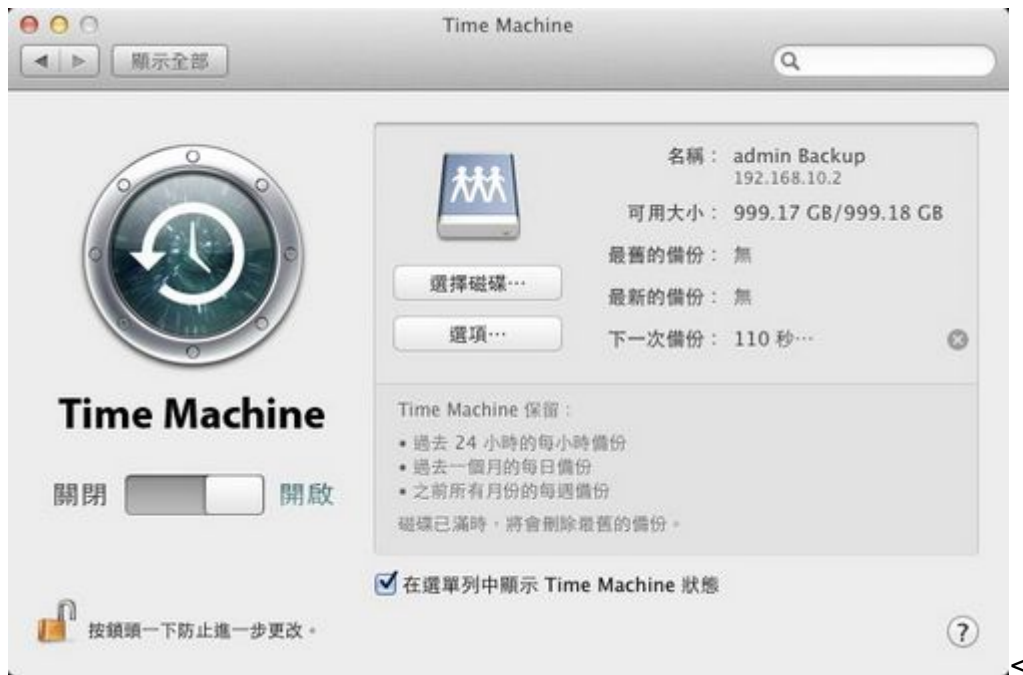 Time Machine
顯示全部
名稱： admin Backup
192.168.10.2
可用大小： 999.17 GB/999.18 GB
最舊的備份： 無
最新的備份： 無
下一次備份： 110 秒⋯
選擇磁碟⋯
選項⋯
Time Machine
關閉 開啟
Time Machine 保留：
• 過去 24 小時的每小時備份
• 過去一個月的每日備份
• 之前所有月份的每週備份
磁碟已滿時，將會刪除最舊的備份。
在選單列中顯示 Time Machine 狀態
按鎖頭一下防止進一步更改。
?
<